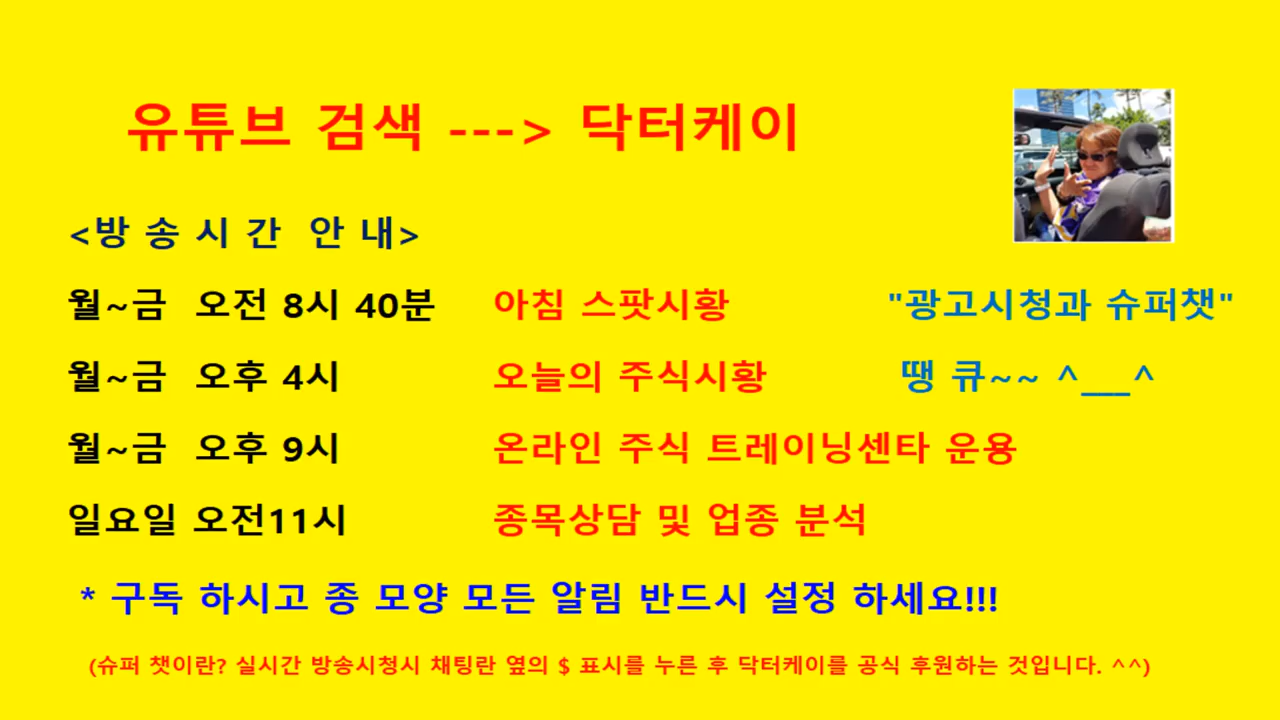 유튜브 검색 ---> 닥터케이
<방 송 시 간 안 내>
월~금 오전 8시 40분 아침 스팟시황 "광고시청과 슈퍼챗"
월~금 오후 4시 오늘의 주식시황 땡 큐~~ ^___^
월~금 오후 9시 온라인 주식 트레이닝센타 운용
일요일 오전11시 종목상담 및 업종 분석
* 구독 하시고 종 모양 모든 알림 반드시 설정 하세요!!!
(슈퍼 챗이란? 실시간 방송시청시 채팅란 옆의 $ 표시를 누른 후 닥터케이를 공식 후원하는 것입니다. ^^)